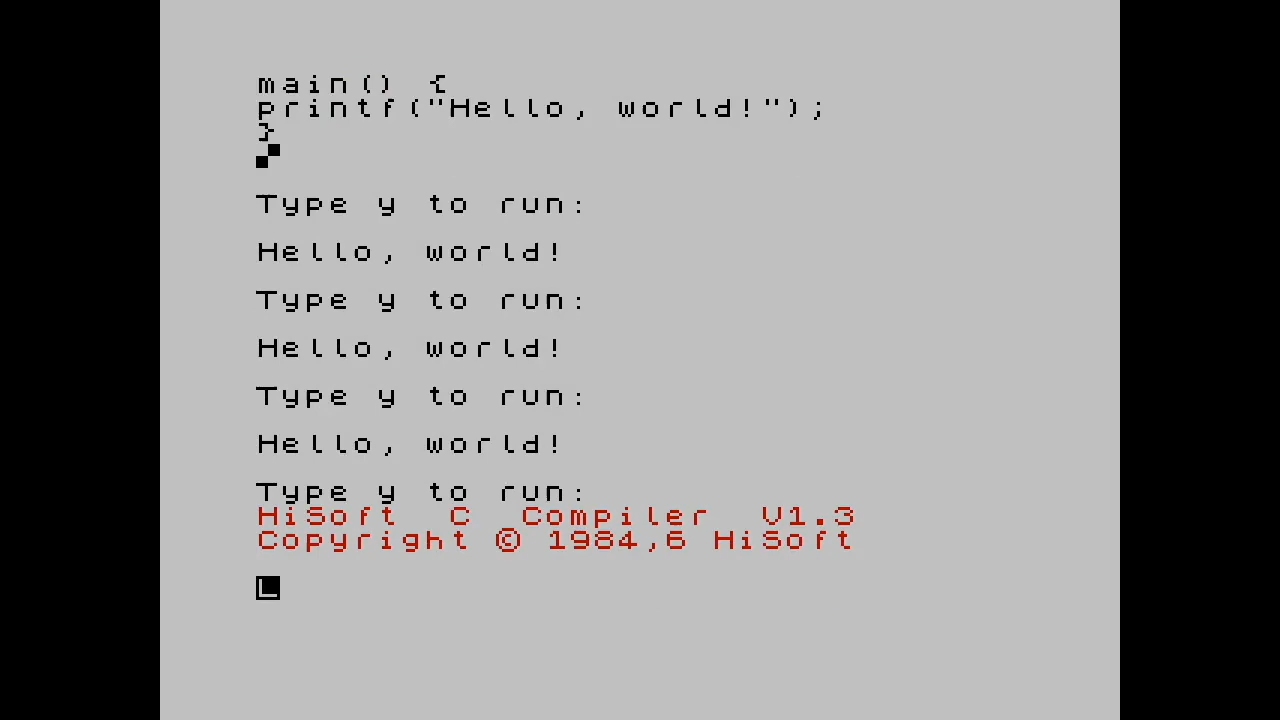 main() {
printf("Hello, world!");
}
Type y to run:
Hello, world!
Type y to run:
Hello, world!
Type y to run:
Hello, world!
Type y to run:
HiSoft C Compiler V1.3
Copyright © 1984,6 HiSoft
L